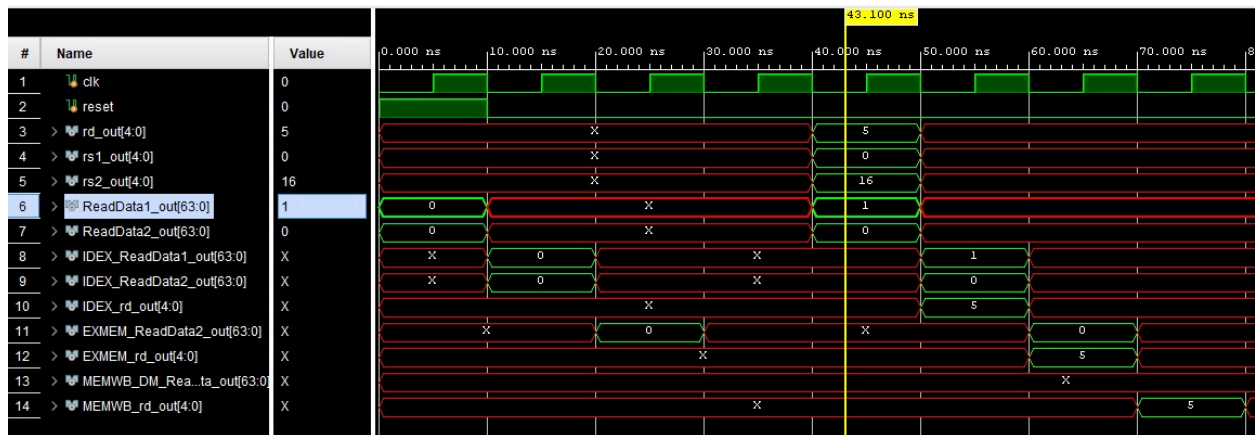 43.100 ns
# Name Value 0.000 ns 10.000 ns 20.000 ns 30.000 ns 40.000 ns 50.000 ns 60.000 ns 70.000 ns 8
1 clk 0
2 reset 0
3 rd_out[4:0] 5 X 5
4 rs1_out[4:0] 0 X 0
5 rs2_out[4:0] 16 X 16
6 ReadData1_out[63:0] 1 0 X 1
7 ReadData2_out[63:0] 0 0 X 0
8 IDEX_ReadData1_out[63:0] X X 0 X 1
9 IDEX_ReadData2_out[63:0] X X 0 X 0
10 IDEX_rd_out[4:0] X X 5
11 EXMEM_ReadData2_out[63:0] X X 0 X 0
12 EXMEM_rd_out[4:0] X X 5
13 MEMWB_DM_Rea...ta_out[63:0] X X
14 MEMWB_rd_out[4:0] X X 5